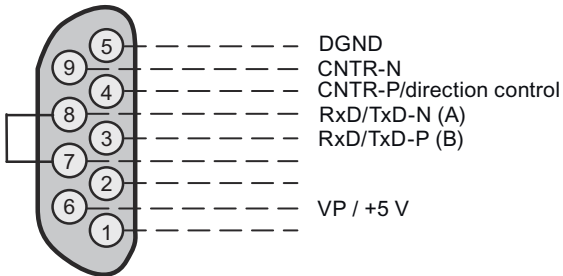 5 DGND
9 CNTR-N
4 CNTR-P/direction control
8 RxD/TxD-N (A)
3 RxD/TxD-P (B)
7
2
6 VP / +5 V
1